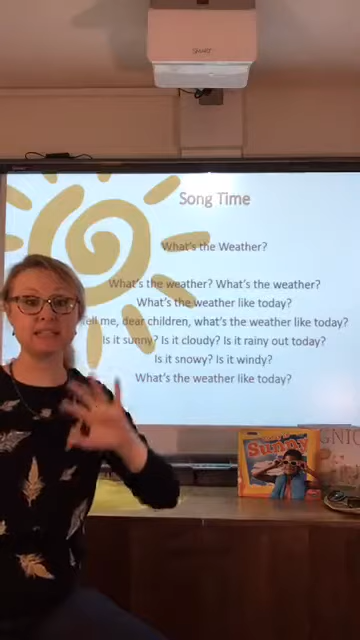 SMART
Song Time
What's the Weather?
What's the weather? What's the weather?
What's the weather like today?
Tell me, dear children, what's the weather like today?
Is it sunny? Is it cloudy? Is it rainy out today?
Is it snowy? Is it windy?
What's the weather like today?
Sunny